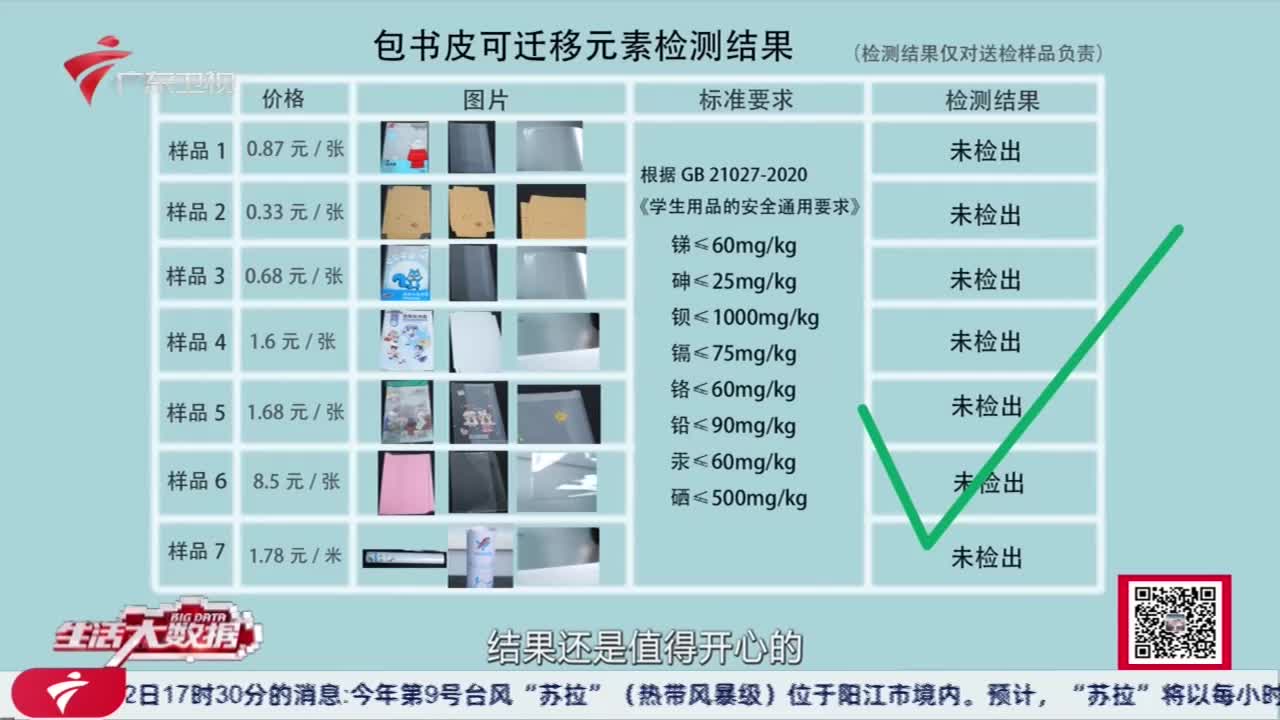 包书皮可迁移元素检测结果
（检测结果仅对送检样品负责）
广东卫视
价格 图片 标准要求 检测结果
样品 1 0.87 元 / 张 未检出
样品 2 0.33 元 / 张 未检出
样品 3 0.68 元 / 张 未检出
样品 4 1.6 元 / 张 未检出
样品 5 1.68 元 / 张 未检出
样品 6 8.5 元 / 张 未检出
样品 7 1.78 元 / 米 未检出
根据 GB 21027-2020
《学生用品的安全通用要求》
锑≤60mg/kg
砷≤25mg/kg
钡≤1000mg/kg
镉≤75mg/kg
铬≤60mg/kg
铅≤90mg/kg
汞≤60mg/kg
硒≤500mg/kg
BIG DATA
生活大数据
结果还是值得开心的
2日17时30分的消息:今年第9号台风“苏拉”（热带风暴级）位于阳江市境内。预计，“苏拉”将以每小时